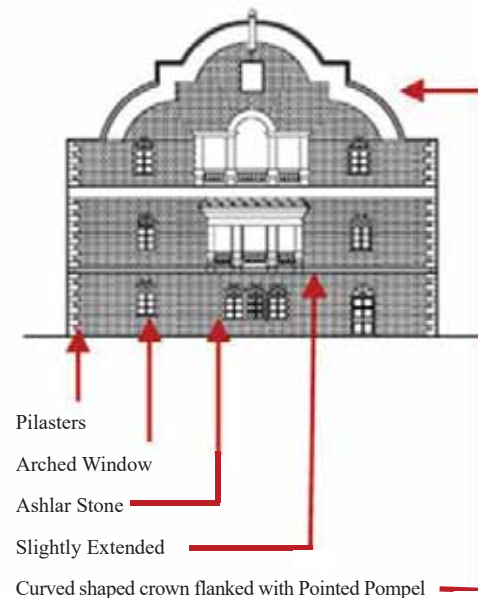 Pilasters
Arched Window
Ashlar Stone
Slightly Extended
Curved shaped crown flanked with Pointed Pompel